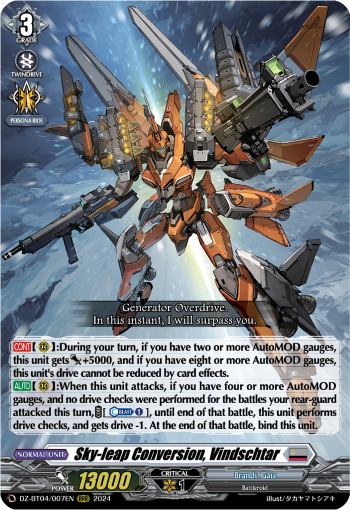 3
GRADE
TWINDRIVE
PERSONA RIDE
Generator Overdrive.
In this instant, I will surpass you.
CONT【 】:During your turn, if you have two or more AutoMOD gauges,
this unit gets +5000, and if you have eight or more AutoMOD gauges,
this unit's drive cannot be reduced by card effects.
AUTO【 】:When this unit attacks, if you have four or more AutoMOD
gauges, and no drive checks were performed for the battles your rear-guard
attacked this turn, [ BLAST 1 ], until end of that battle, this unit performs
drive checks, and gets drive -1. At the end of that battle, bind this unit.
NORMAL UNIT
Sky-leap Conversion, Vindschtar
POWER 13000
CRITICAL
1
Brandt Gate
Battleroid
DZ-BT04/007EN RRR 2024
illust/タカヤマトシアキ